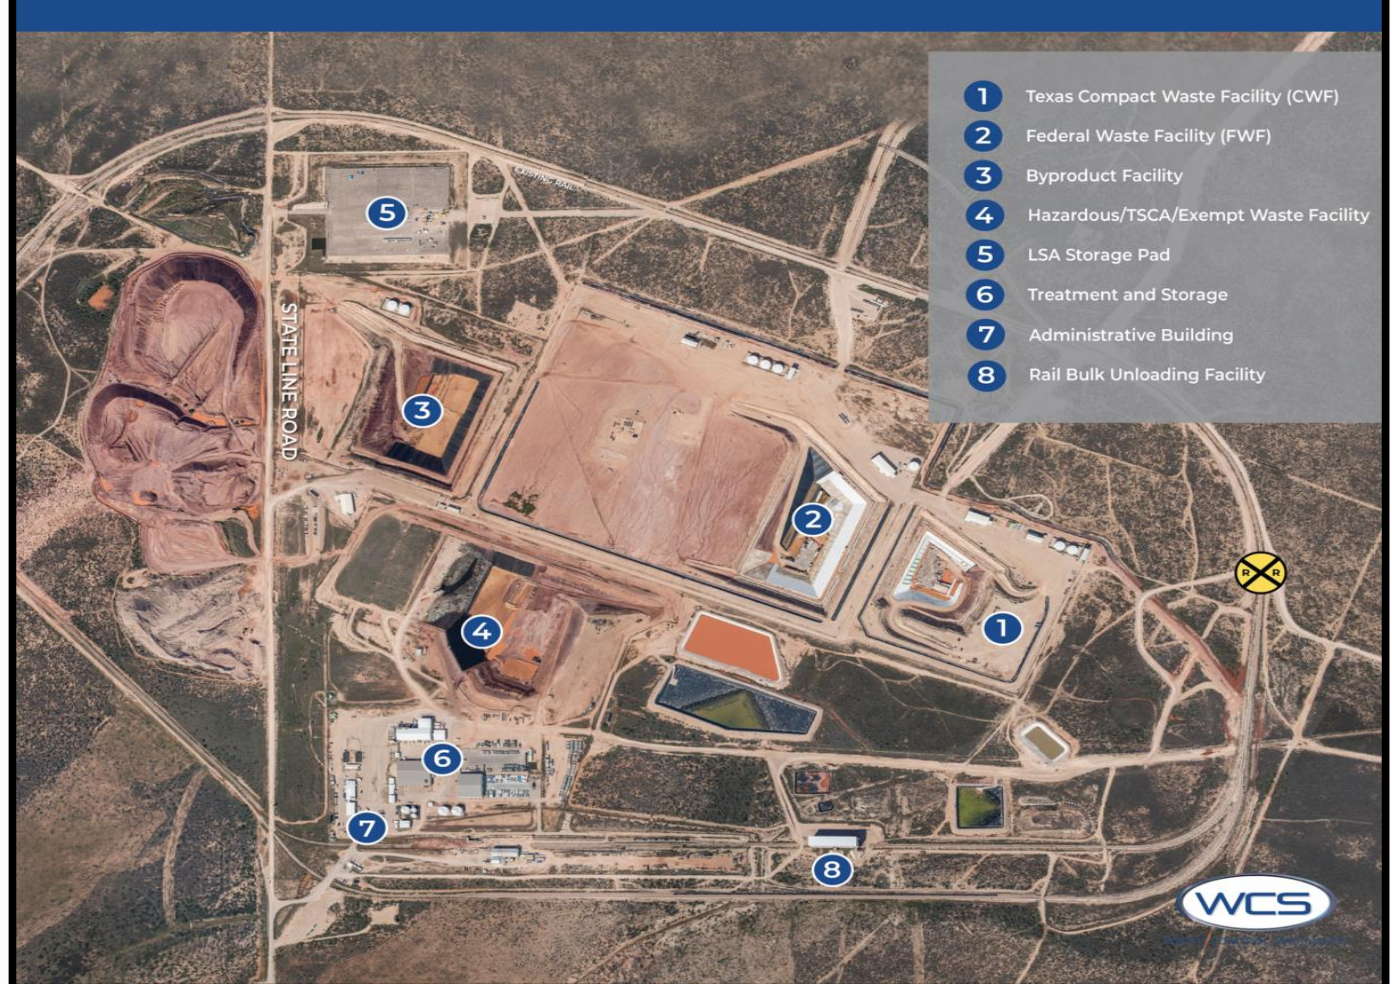 1 Texas Compact Waste Facility (CWF)
2 Federal Waste Facility (FWF)
3 Byproduct Facility
4 Hazardous/TSCA/Exempt Waste Facility
5 LSA Storage Pad
6 Treatment and Storage
7 Administrative Building
8 Rail Bulk Unloading Facility
EXISTING RAIL
5
STATE LINE ROAD
3
2
R R
1
4
6
7
8
WCS